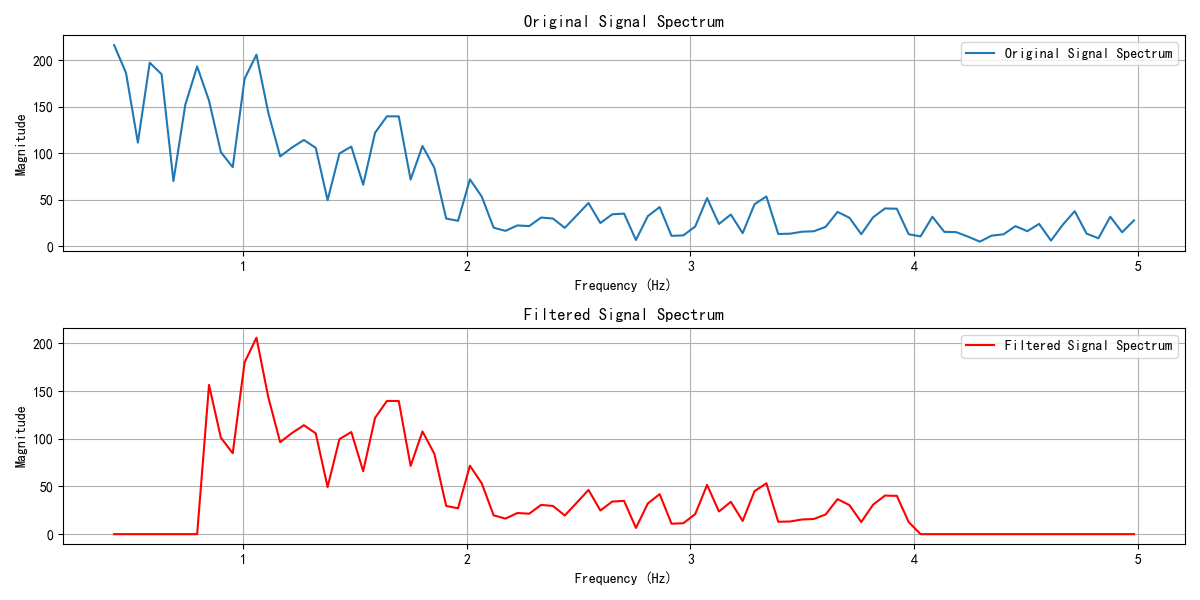 Original Signal Spectrum
Original Signal Spectrum
Magnitude
200
150
100
50
0
1
2
3
4
5
Frequency (Hz)
Filtered Signal Spectrum
Filtered Signal Spectrum
Magnitude
200
150
100
50
0
1
2
3
4
5
Frequency (Hz)